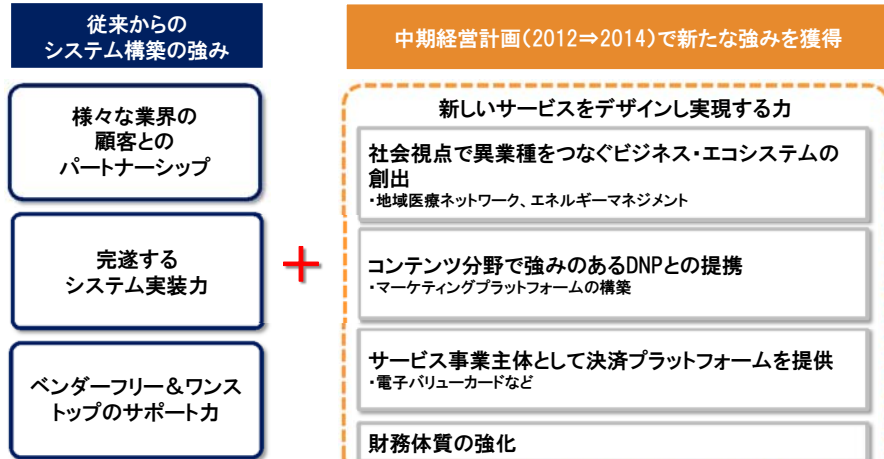 従来からの
システム構築の強み
様々な業界の
顧客との
パートナーシップ
完遂する
システム実装力
ベンダーフリー&ワンス
トップのサポート力
+
中期経営計画(2012⇒2014)で新たな強みを獲得
新しいサービスをデザインし実現する力
社会視点で異業種をつなぐビジネス・エコシステムの
創出
・地域医療ネットワーク、エネルギーマネジメント
コンテンツ分野で強みのあるDNPとの提携
・マーケティングプラットフォームの構築
サービス事業主体として決済プラットフォームを提供
・電子バリューカードなど
財務体質の強化